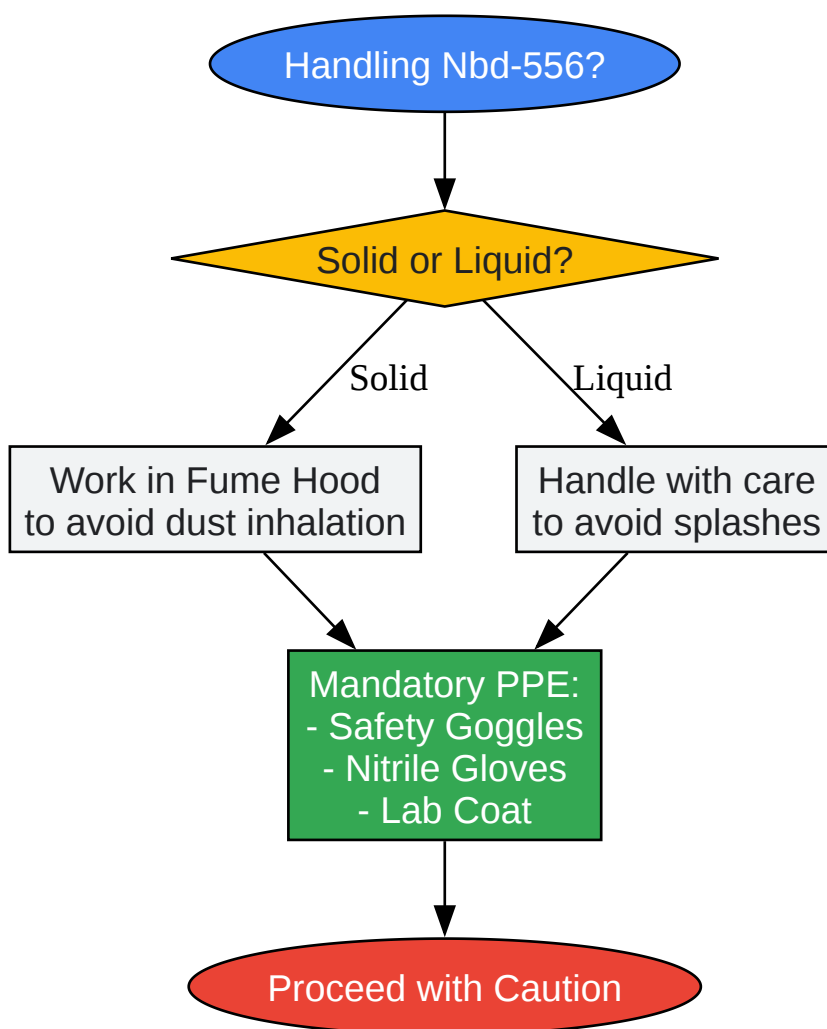 Handling Nbd-556?
Solid or Liquid?
Solid
Liquid
Work in Fume Hood
to avoid dust inhalation
Handle with care
to avoid splashes
Mandatory PPE:
- Safety Goggles
- Nitrile Gloves
- Lab Coat
Proceed with Caution